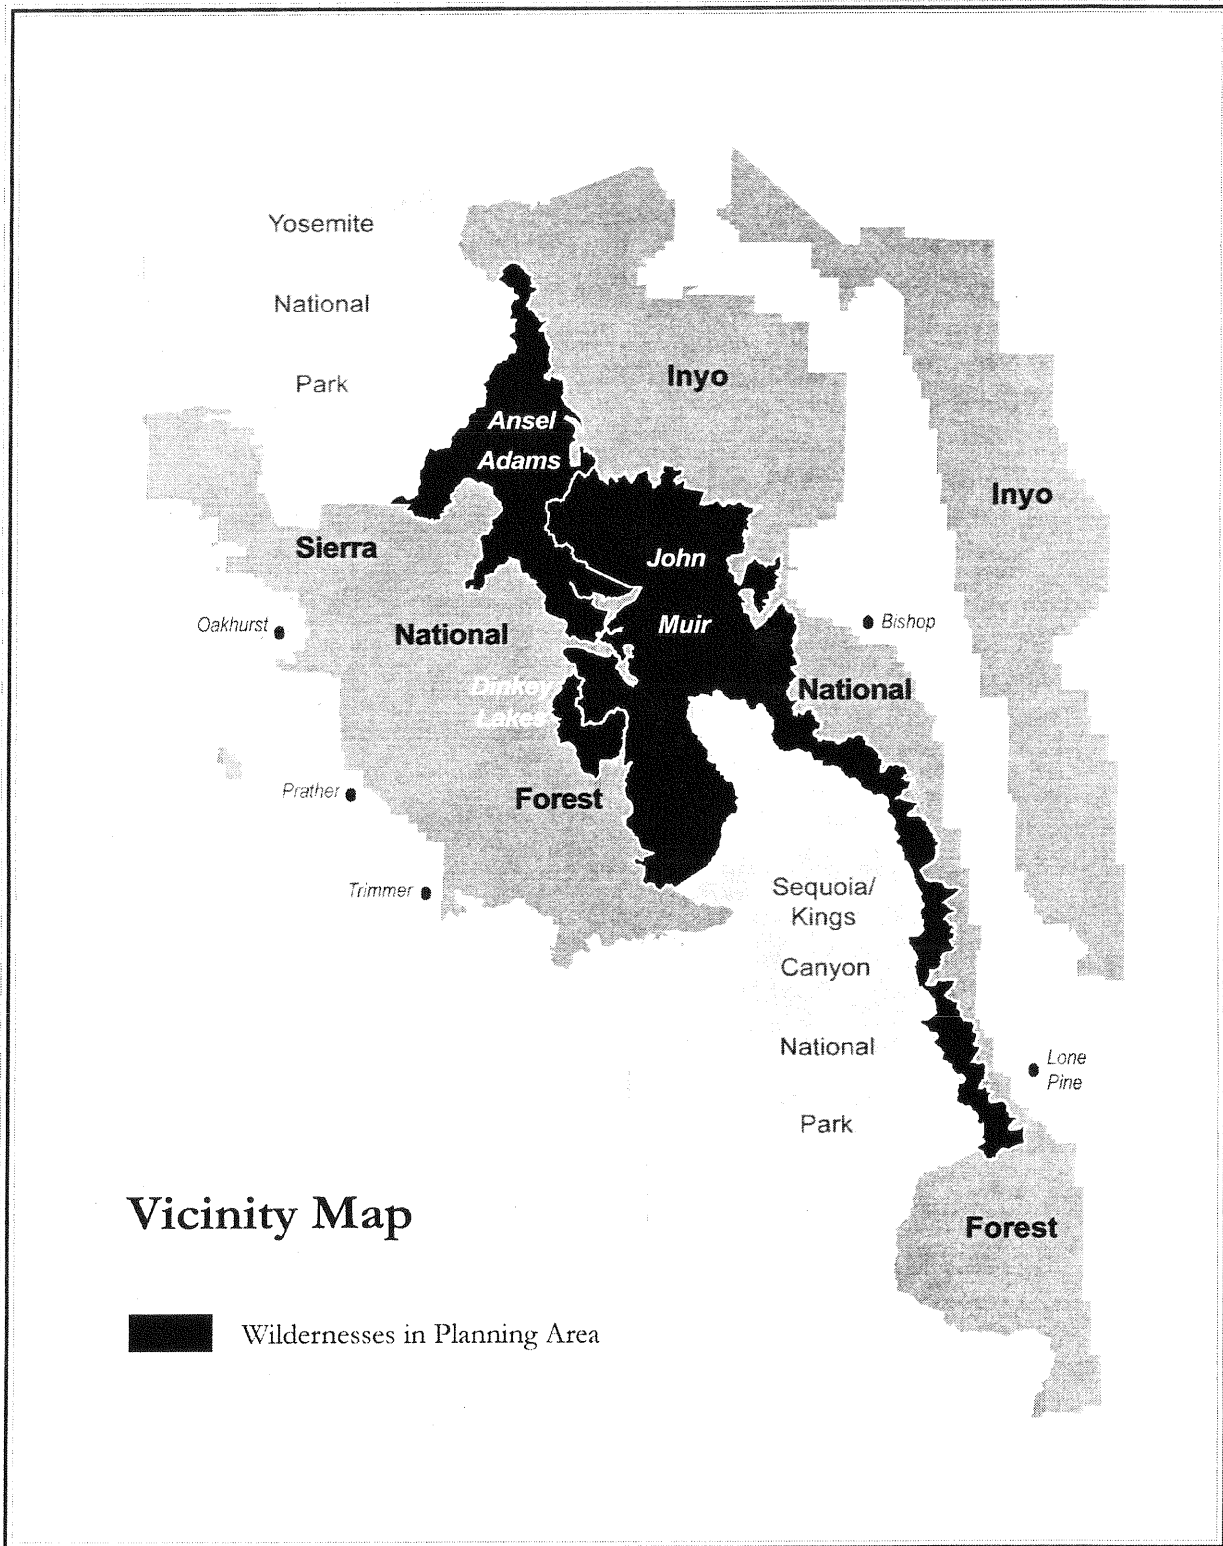 Yosemite
National
Park
Inyo
Ansel
Adams
Inyo
Sierra
John
Oakhurst
National
Muir
Bishop
Dinkey
Lakes
National
Prather
Forest
Trimmer
Sequoia/
Kings
Canyon
National
Lone
Pine
Park
Vicinity Map
Forest
Wildernesses in Planning Area